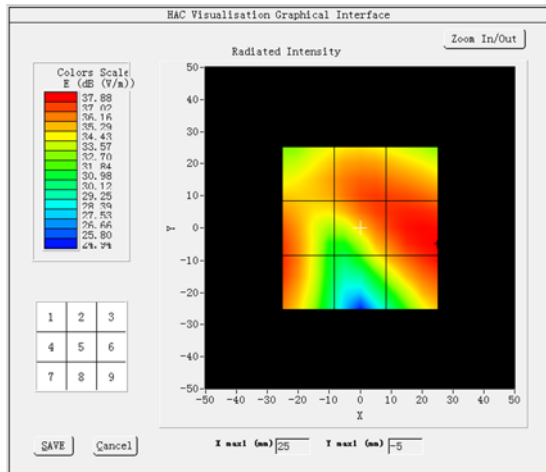 HAC Visualisation Graphical Interface
Zoom In/Out
Radiated Intensity
Colors Scale
E (dB (V/m))
37.88
37.02
36.16
35.29
34.43
33.57
32.70
31.84
30.98
30.12
29.25
28.39
27.53
26.66
25.80
24.94
50
40
30
20
10
0
-10
-20
-30
-40
-50
Y
-50 -40 -30 -20 -10 0 10 20 30 40 50
X
1 2 3
4 5 6
7 8 9
SAVE Cancel
X max1 (mm) 25 Y max1 (mm) -5